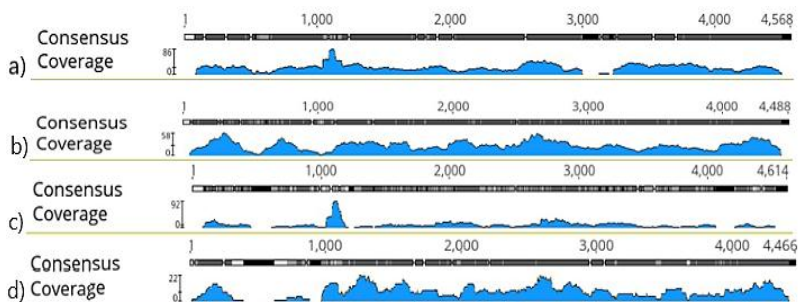 1 1,000 2,000 3,000 4,000 4,568
Consensus
a) Coverage 86 0
1 1,000 2,000 3,000 4,000 4,488
Consensus
b) Coverage 58 0
1 1,000 2,000 3,000 4,000 4,614
Consensus
c) Coverage 92 0
1 1,000 2,000 3,000 4,000 4,466
Consensus
d) Coverage 22 0